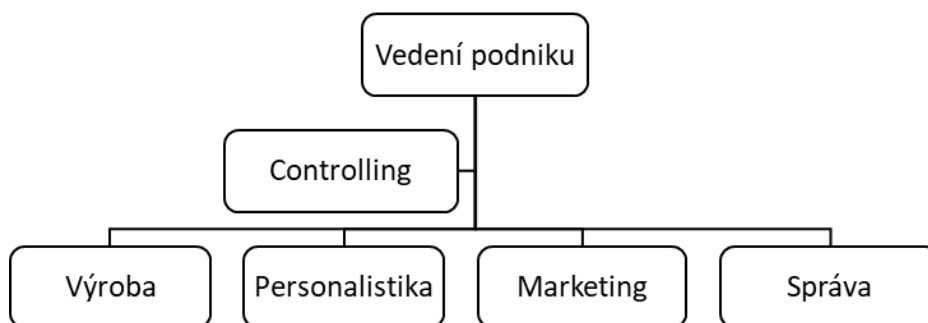 Vedení podniku
Controlling
Výroba
Personalistika
Marketing
Správa